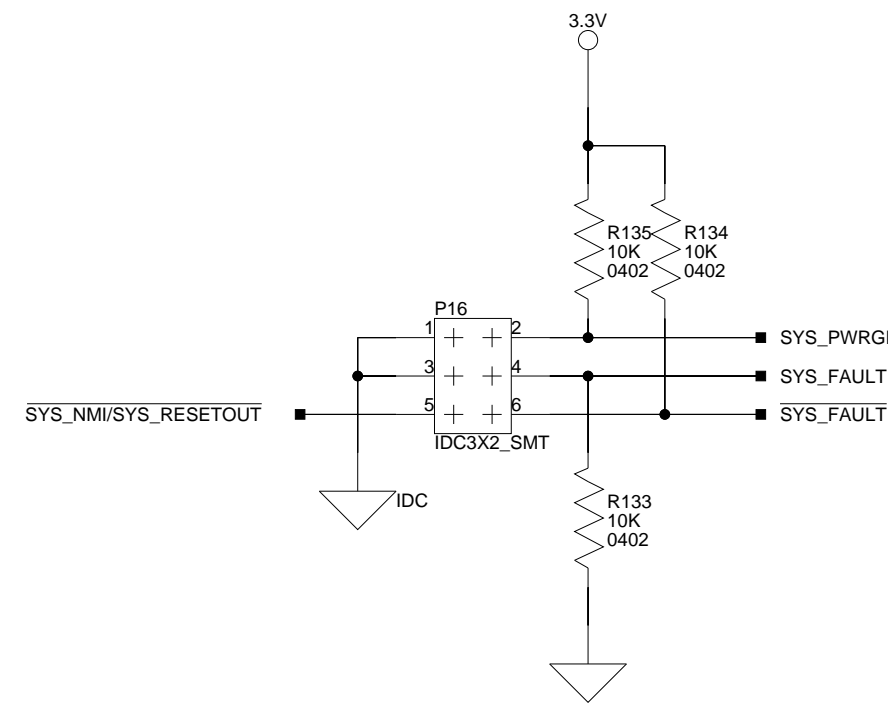 3.3V
R135
10K
0402
R134
10K
0402
P16
1
2
3
4
5
6
IDC3X2_SMT
SYS_PWRG
SYS_FAULT
SYS_FAULT
SYS_NMI/SYS_RESETOUT
IDC
R133
10K
0402